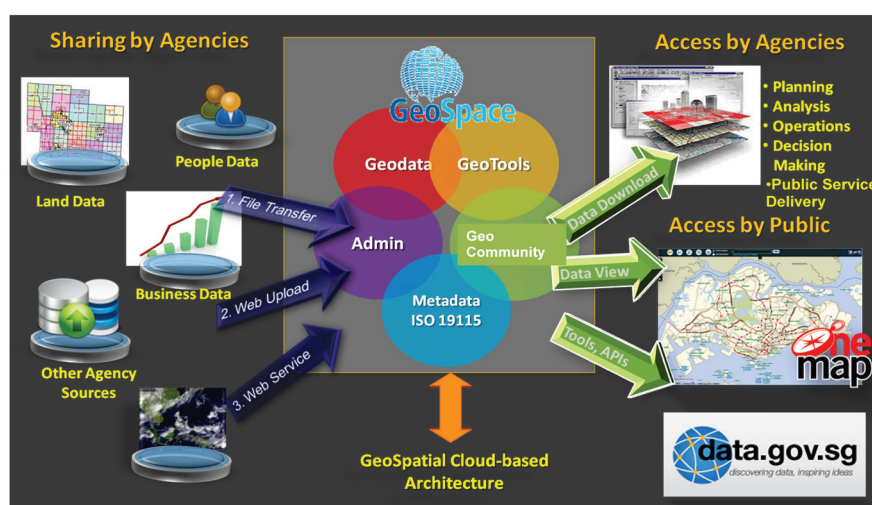 Sharing by Agencies
Land Data
People Data
Business Data
Other Agency
Sources
1. File Transfer
2. Web Upload
3. Web Service
GeoSpace
Geodata
GeoTools
Admin
Geo
Community
Metadata
ISO 19115
GeoSpatial Cloud-based
Architecture
Data Download
Data View
Tools, APIs
Access by Agencies
• Planning
• Analysis
• Operations
• Decision
Making
•Public Service
Delivery
Access by Public
one
map
data.gov.sg
discovering data, inspiring ideas